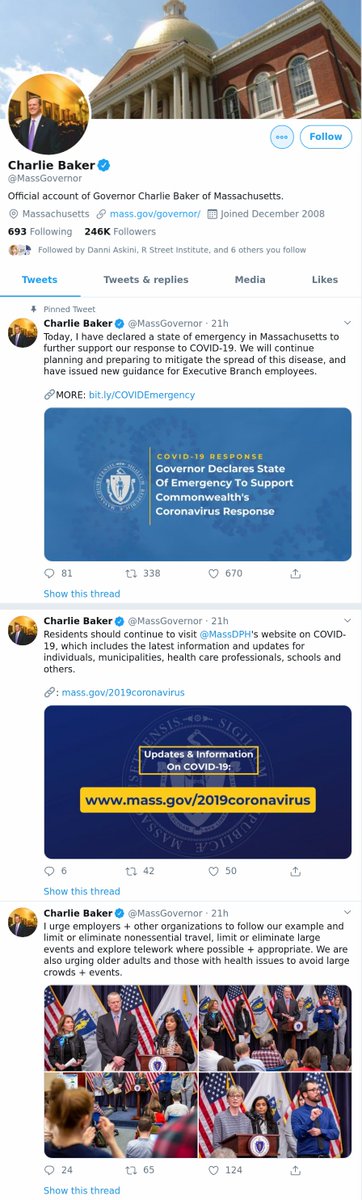 Follow
Charlie Baker
@MassGovernor
Official account of Governor Charlie Baker of Massachusetts.
Massachusetts mass.gov/governor/ Joined December 2008
693 Following 246K Followers
Followed by Danni Askini, R Street Institute, and 6 others you follow
Tweets Tweets & replies Media Likes
Pinned Tweet
Charlie Baker @MassGovernor · 21h
Today, I have declared a state of emergency in Massachusetts to
further support our response to COVID-19. We will continue
planning and preparing to mitigate the spread of this disease, and
have issued new guidance for Executive Branch employees.
🔗MORE: bit.ly/COVIDEmergency
COVID-19 RESPONSE
Governor Declares State
Of Emergency To Support
Commonwealth's
Coronavirus Response
81 338 670
Show this thread
Charlie Baker @MassGovernor · 21h
Residents should continue to visit @MassDPH's website on COVID-
19, which includes the latest information and updates for
individuals, municipalities, health care professionals, schools and
others.
🔗: mass.gov/2019coronavirus
Updates & Information
On COVID-19:
www.mass.gov/2019coronavirus
6 42 50
Show this thread
Charlie Baker @MassGovernor · 21h
I urge employers + other organizations to follow our example and
limit or eliminate nonessential travel, limit or eliminate large
events and explore telework where possible + appropriate. We are
also urging older adults and those with health issues to avoid large
crowds + events.
24 65 124
Show this thread